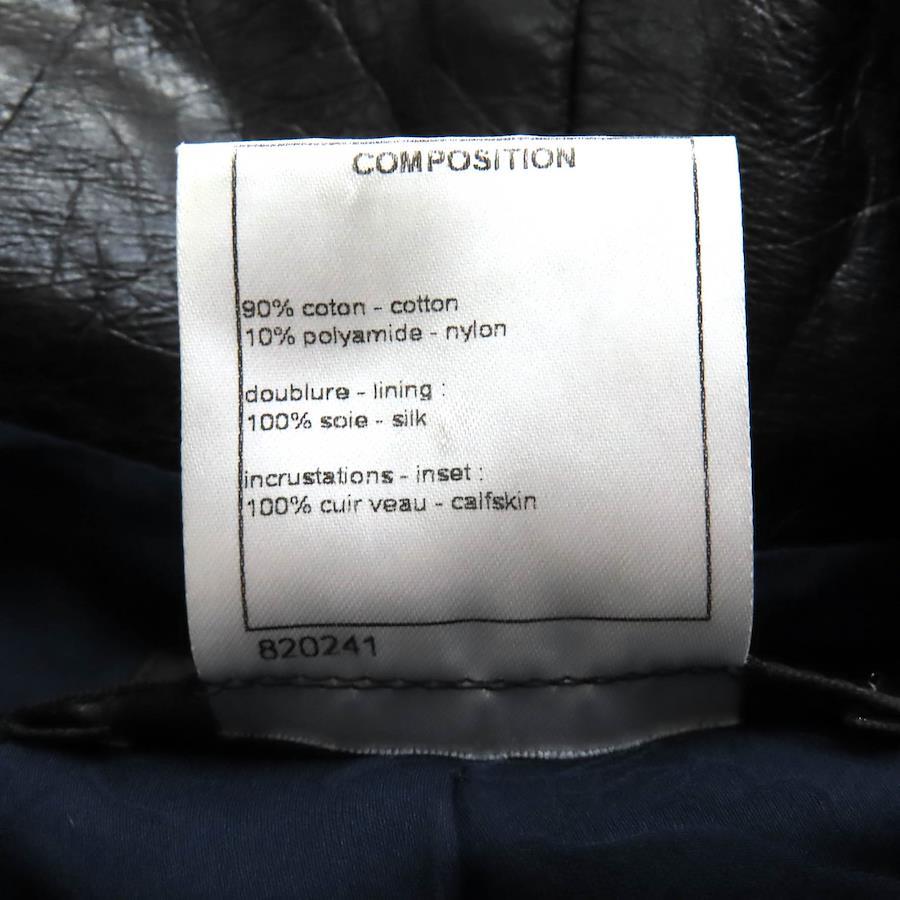 COMPOSITION
90% coton - cotton
10% polyamide - nylon
doublure - lining :
100% soie - silk
incrustations - inset :
100% cuir veau - calfskin
820241